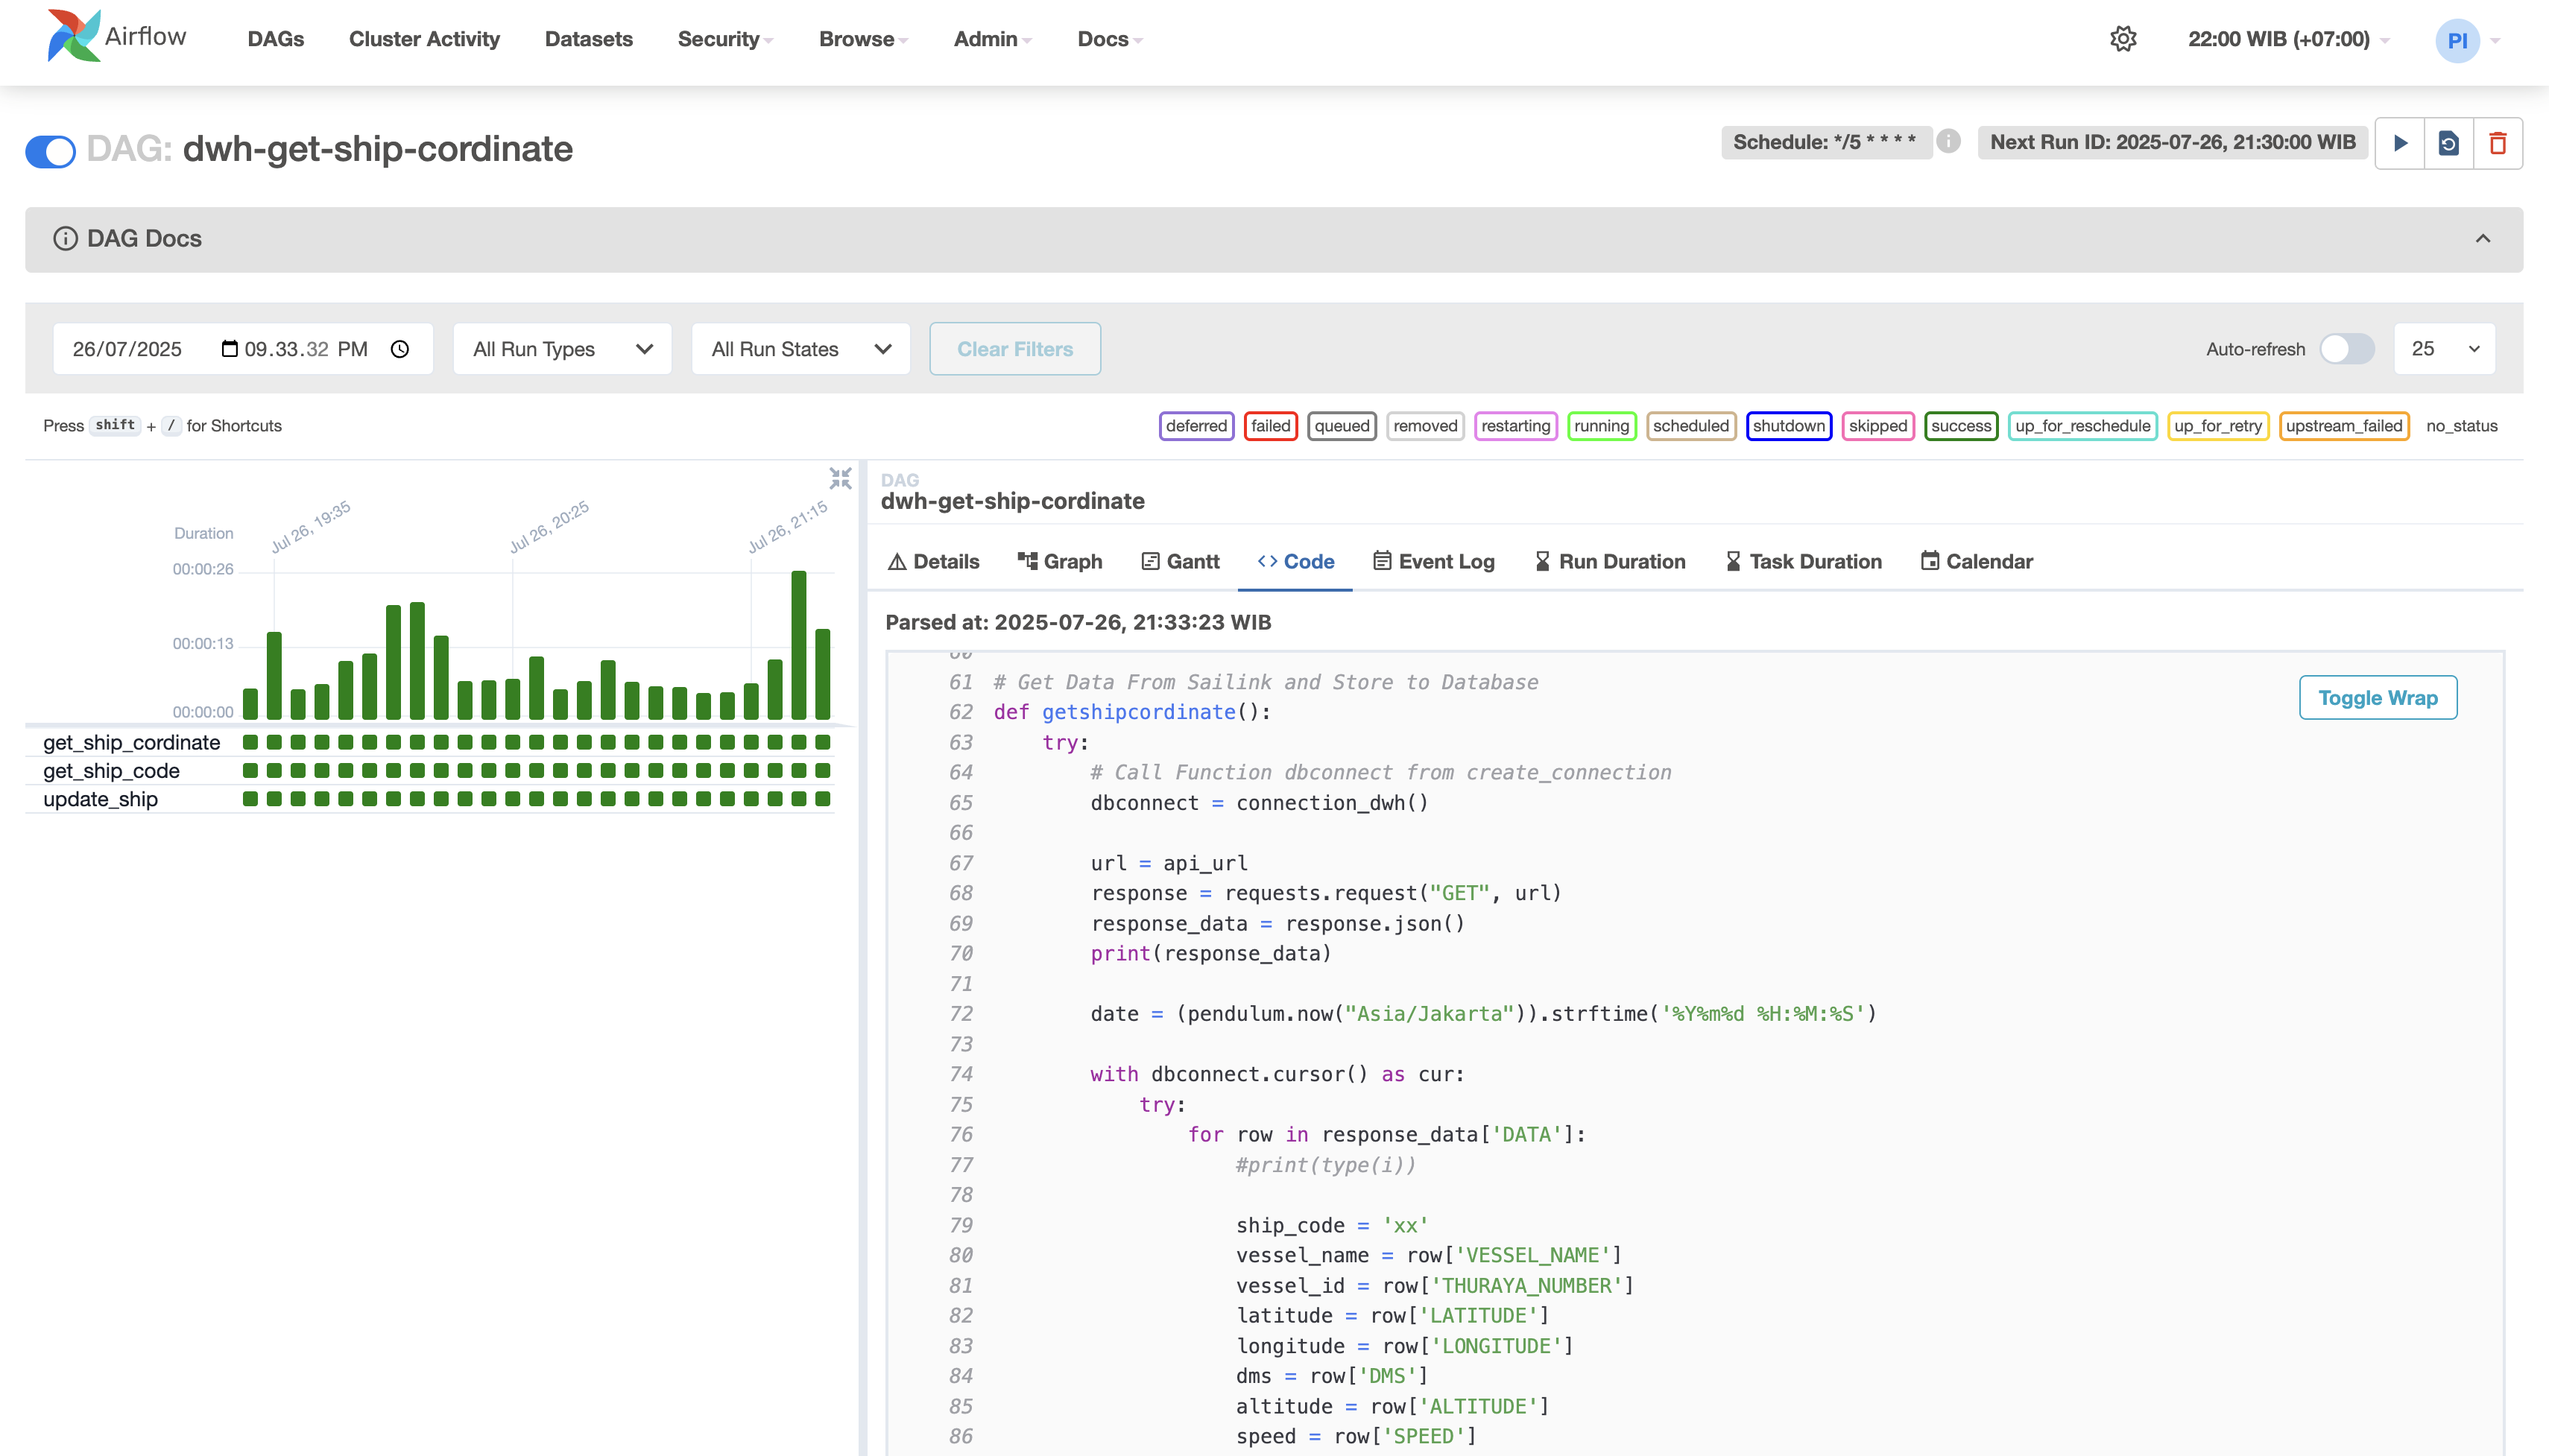 Airflow
DAGs Cluster Activity Datasets Security Browse Admin Docs 22:00 WIB (+07:00) PI
DAG: dwh-get-ship-cordinate
Schedule: */5 * * * * Next Run ID: 2025-07-26, 21:30:00 WIB
DAG Docs
26/07/2025 09.33.32 PM All Run Types All Run States Clear Filters Auto-refresh 25
Press shift + / for Shortcuts
deferred failed queued removed restarting running scheduled shutdown skipped success up_for_reschedule up_for_retry upstream_failed no_status
Jul 26, 19:35 Jul 26, 20:25 Jul 26, 21:15
Duration
00:00:26
00:00:13
00:00:00
get_ship_cordinate
get_ship_code
update_ship
DAG
dwh-get-ship-cordinate
Details Graph Gantt Code Event Log Run Duration Task Duration Calendar
Parsed at: 2025-07-26, 21:33:23 WIB
Toggle Wrap
60
61 # Get Data From Sailink and Store to Database
62 def getshipcordinate():
63     try:
64         # Call Function dbconnect from create_connection
65         dbconnect = connection_dwh()
66
67         url = api_url
68         response = requests.request("GET", url)
69         response_data = response.json()
70         print(response_data)
71
72         date = (pendulum.now("Asia/Jakarta")).strftime('%Y%m%d %H:%M:%S')
73
74         with dbconnect.cursor() as cur:
75             try:
76                 for row in response_data['DATA']:
77                     #print(type(i))
78
79                     ship_code = 'xx'
80                     vessel_name = row['VESSEL_NAME']
81                     vessel_id = row['THURAYA_NUMBER']
82                     latitude = row['LATITUDE']
83                     longitude = row['LONGITUDE']
84                     dms = row['DMS']
85                     altitude = row['ALTITUDE']
86                     speed = row['SPEED']